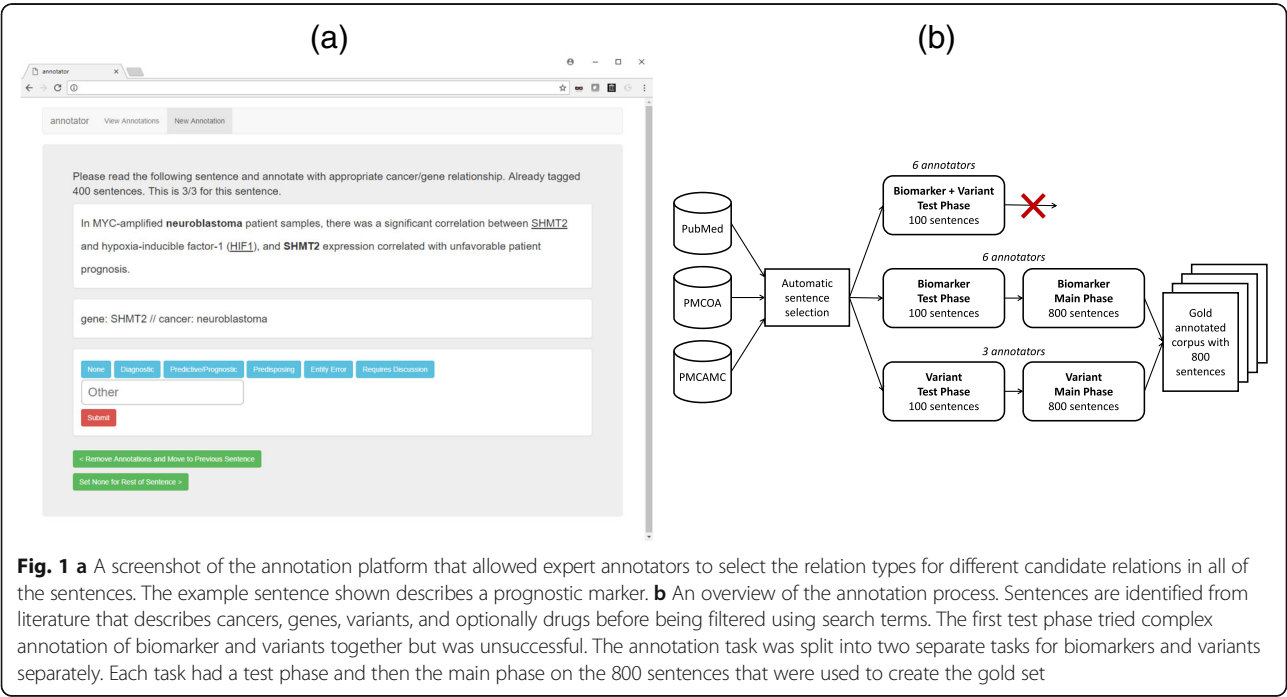 (a)
annotator
annotator View Annotations New Annotation
Please read the following sentence and annotate with appropriate cancer/gene relationship. Already tagged
400 sentences. This is 3/3 for this sentence.
In MYC-amplified neuroblastoma patient samples, there was a significant correlation between SHMT2
and hypoxia-inducible factor-1 (HIF1), and SHMT2 expression correlated with unfavorable patient
prognosis.
gene: SHMT2 // cancer: neuroblastoma
None Diagnostic Predictive/Prognostic Predisposing Entity Error Requires Discussion
Other
Submit
< Remove Annotations and Move to Previous Sentence
Set None for Rest of Sentence >
(b)
PubMed
PMCOA
PMCAMC
Automatic
sentence
selection
6 annotators
Biomarker + Variant
Test Phase
100 sentences
6 annotators
Biomarker
Test Phase
100 sentences
Biomarker
Main Phase
800 sentences
3 annotators
Variant
Test Phase
100 sentences
Variant
Main Phase
800 sentences
Gold
annotated
corpus with
800
sentences
Fig. 1 a A screenshot of the annotation platform that allowed expert annotators to select the relation types for different candidate relations in all of
the sentences. The example sentence shown describes a prognostic marker. b An overview of the annotation process. Sentences are identified from
literature that describes cancers, genes, variants, and optionally drugs before being filtered using search terms. The first test phase tried complex
annotation of biomarker and variants together but was unsuccessful. The annotation task was split into two separate tasks for biomarkers and variants
separately. Each task had a test phase and then the main phase on the 800 sentences that were used to create the gold set